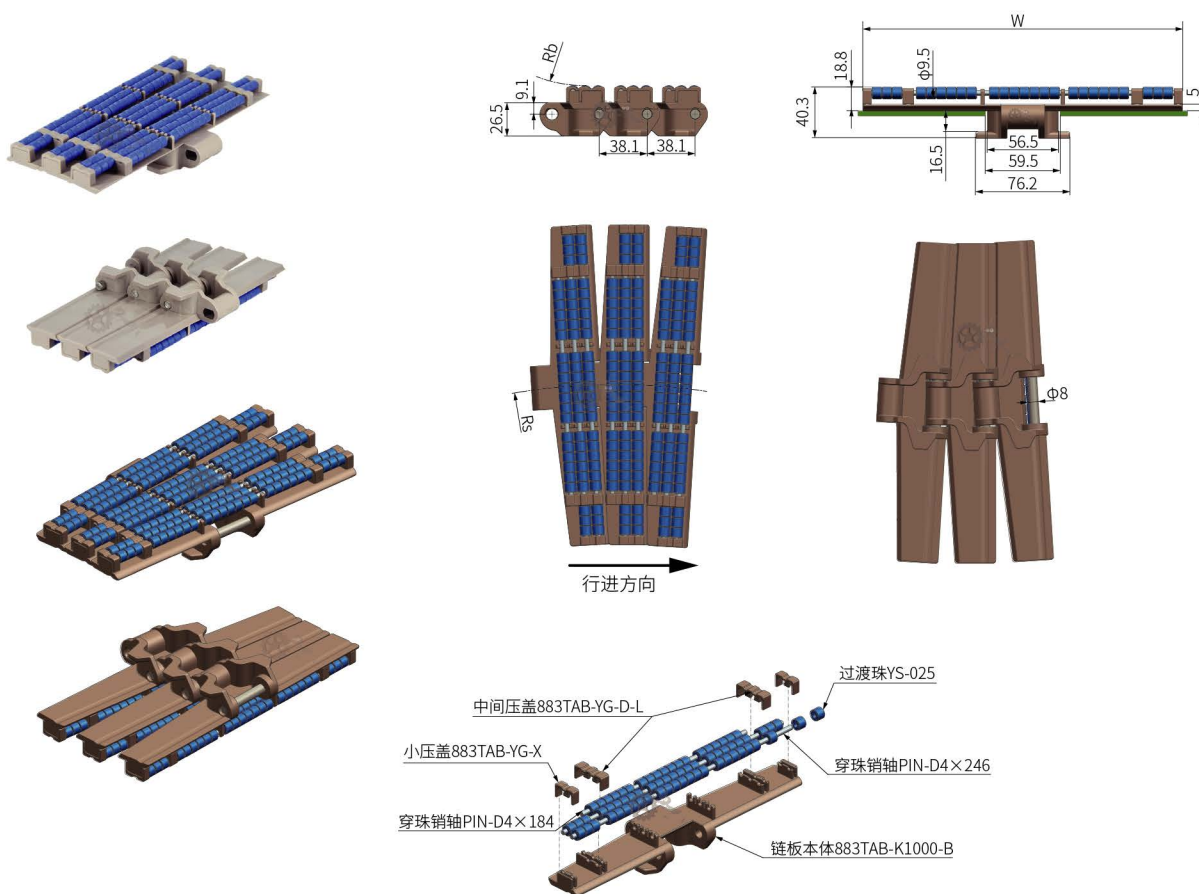 Rb
9.1
26.5
38.1
38.1
W
18.8
φ9.5
40.3
5
16.5
56.5
59.5
76.2
Rs
行进方向
Φ8
过渡珠YS-025
中间压盖883TAB-YG-D-L
小压盖883TAB-YG-X
穿珠销轴PIN-D4×246
穿珠销轴PIN-D4×184
链板本体883TAB-K1000-B